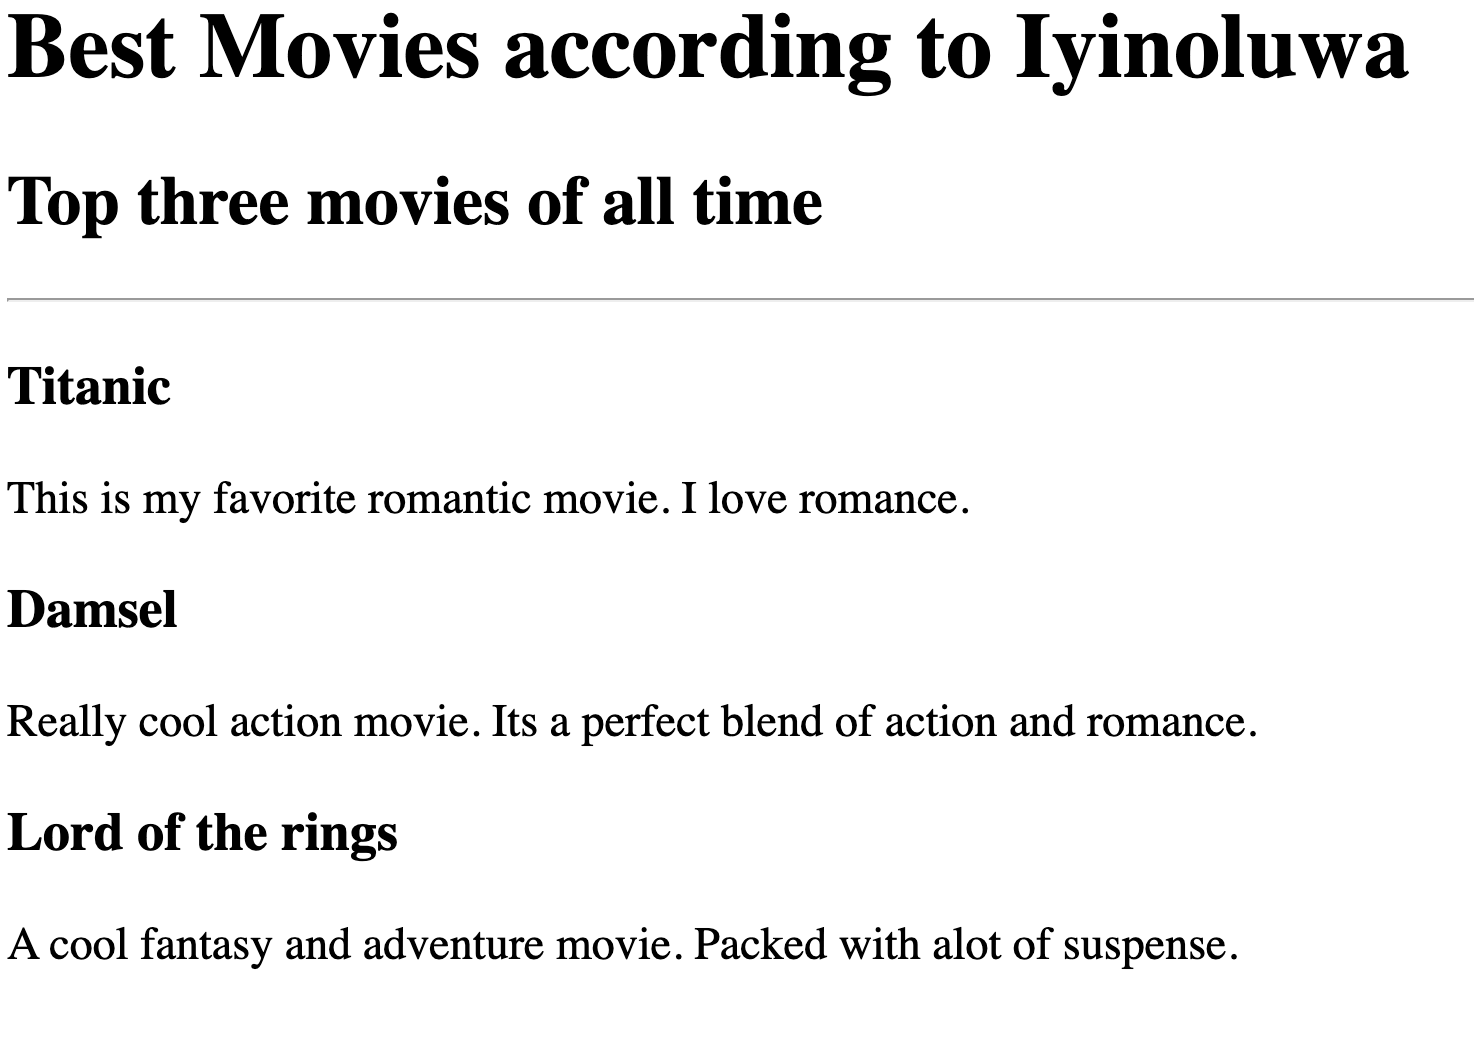 Best Movies according to Iyinoluwa
Top three movies of all time
Titanic
This is my favorite romantic movie. I love romance.
Damsel
Really cool action movie. Its a perfect blend of action and romance.
Lord of the rings
A cool fantasy and adventure movie. Packed with alot of suspense.